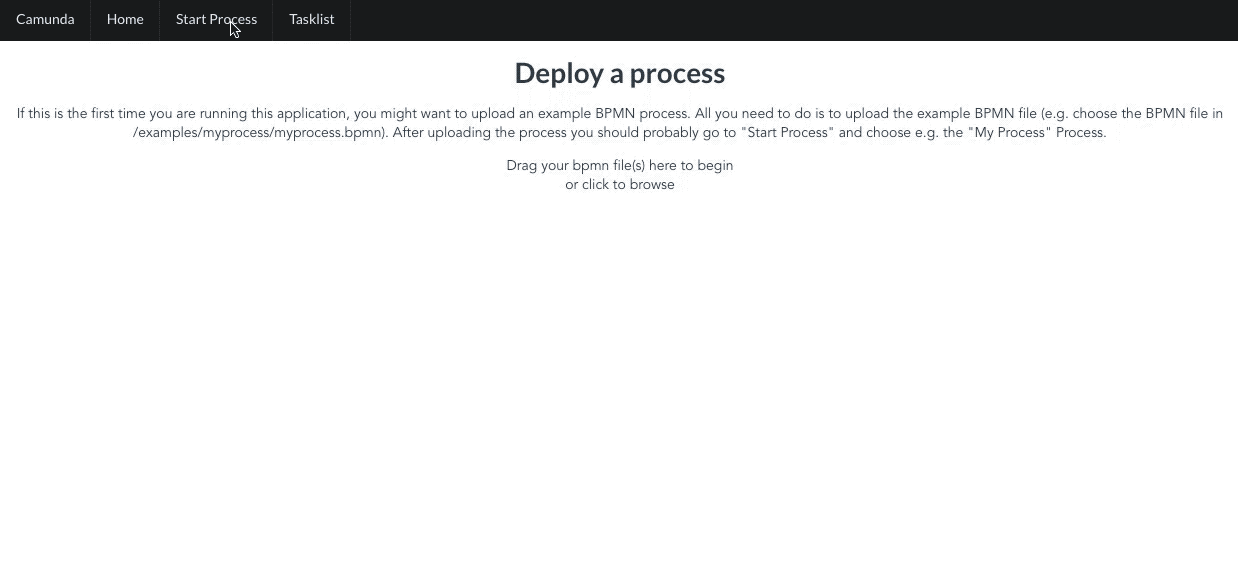 Camunda Home Start Process Tasklist
Deploy a process
If this is the first time you are running this application, you might want to upload an example BPMN process. All you need to do is to upload the example BPMN file (e.g. choose the BPMN file in
/examples/myprocess/myprocess.bpmn). After uploading the process you should probably go to "Start Process" and choose e.g. the "My Process" Process.
Drag your bpmn file(s) here to begin
or click to browse